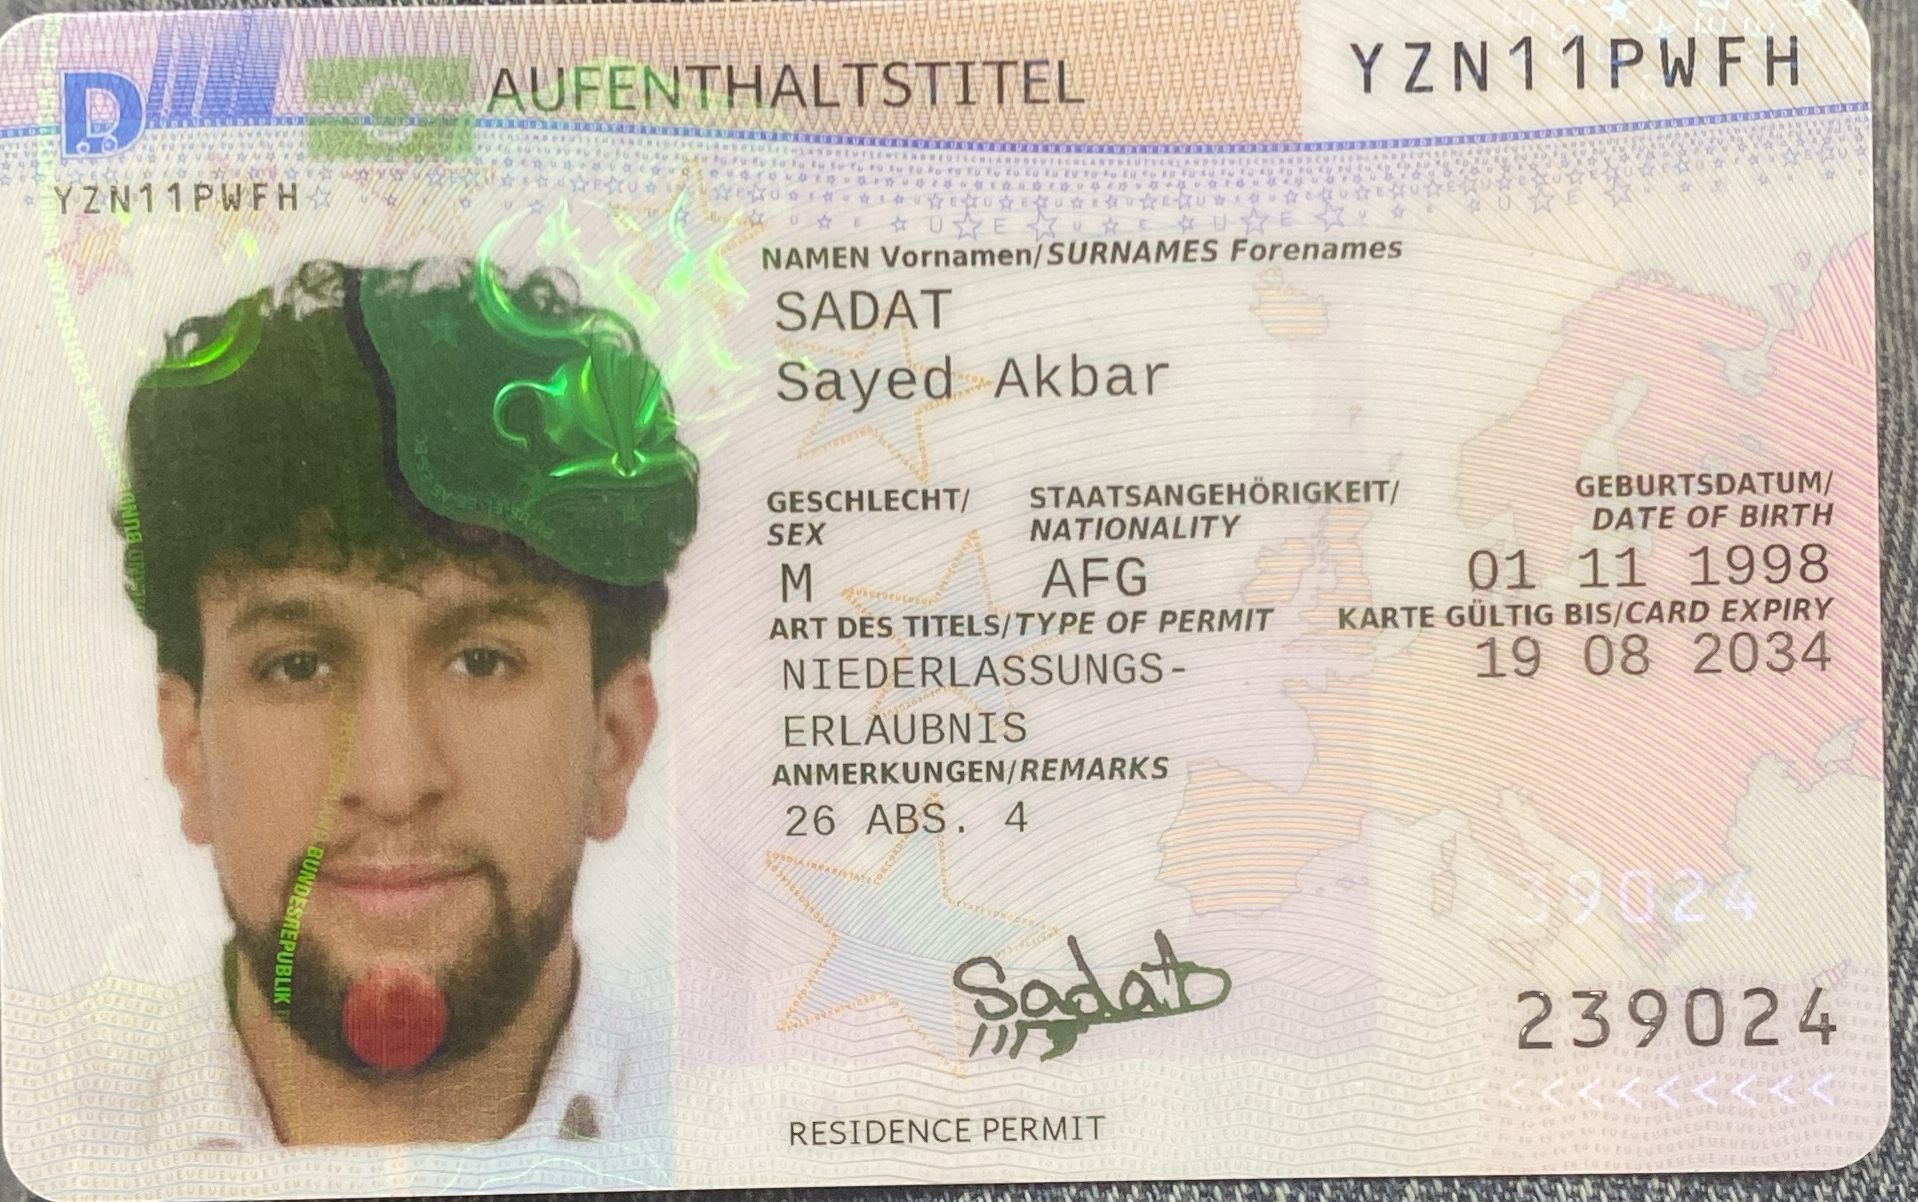 D
AUFENTHALTSTITEL
YZN11PWFH
YZN11PWFH
NAMEN Vornamen/SURNAMES Forenames
SADAT
Sayed Akbar
GESCHLECHT/
SEX
STAATSANGEHÖRIGKEIT/
NATIONALITY
GEBURTSDATUM/
DATE OF BIRTH
M
AFG
01 11 1998
ART DES TITELS/TYPE OF PERMIT
KARTE GÜLTIG BIS/CARD EXPIRY
NIEDERLASSUNGS-
ERLAUBNIS
19 08 2034
ANMERKUNGEN/REMARKS
26 ABS. 4
BUNDESREPUBLIK
39024
Sadat
239024
RESIDENCE PERMIT